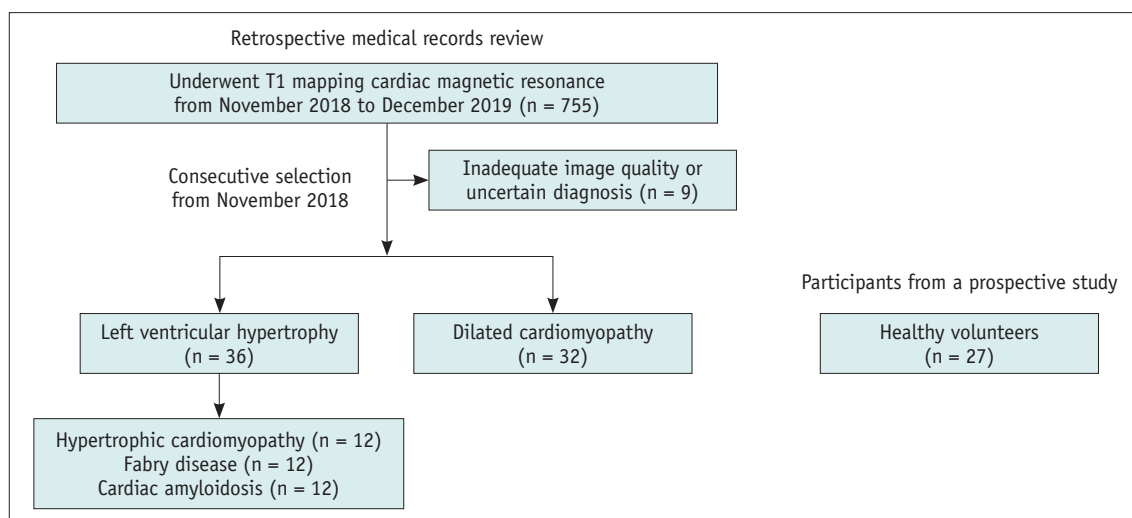 Retrospective medical records review
Underwent T1 mapping cardiac magnetic resonance
from November 2018 to December 2019 (n = 755)
Consecutive selection
from November 2018
Inadequate image quality or
uncertain diagnosis (n = 9)
Participants from a prospective study
Left ventricular hypertrophy
(n = 36)
Dilated cardiomyopathy
(n = 32)
Healthy volunteers
(n = 27)
Hypertrophic cardiomyopathy (n = 12)
Fabry disease (n = 12)
Cardiac amyloidosis (n = 12)